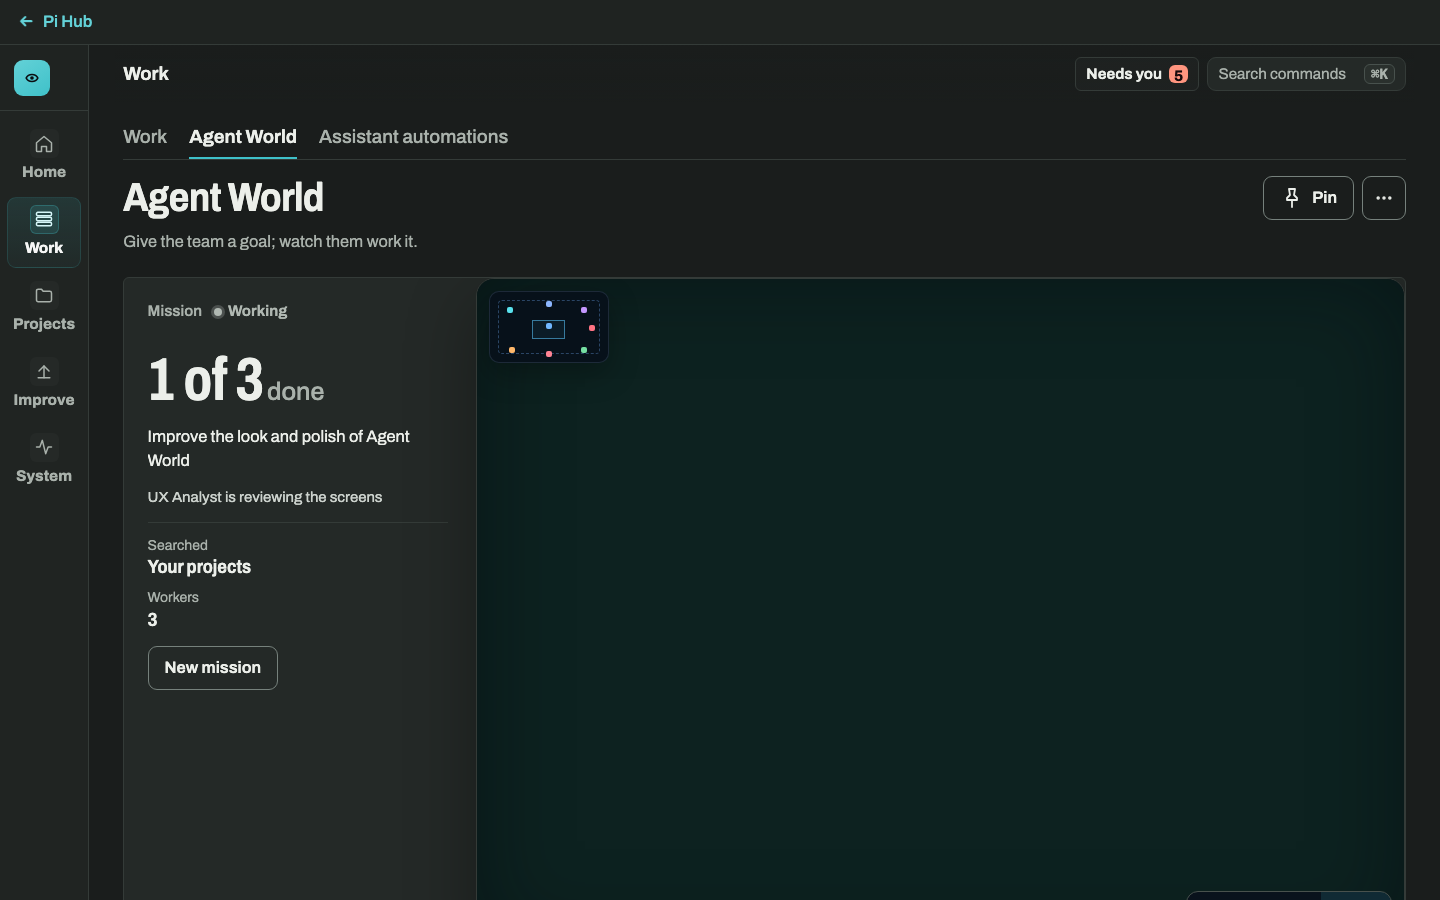 Pi Hub
Work
Needs you 5
Search commands ⌘K
Home
Work
Projects
Improve
System
Work Agent World Assistant automations
Agent World
Pin
Give the team a goal; watch them work it.
Mission Working
1 of 3 done
Improve the look and polish of Agent
World
UX Analyst is reviewing the screens
Searched
Your projects
Workers
3
New mission